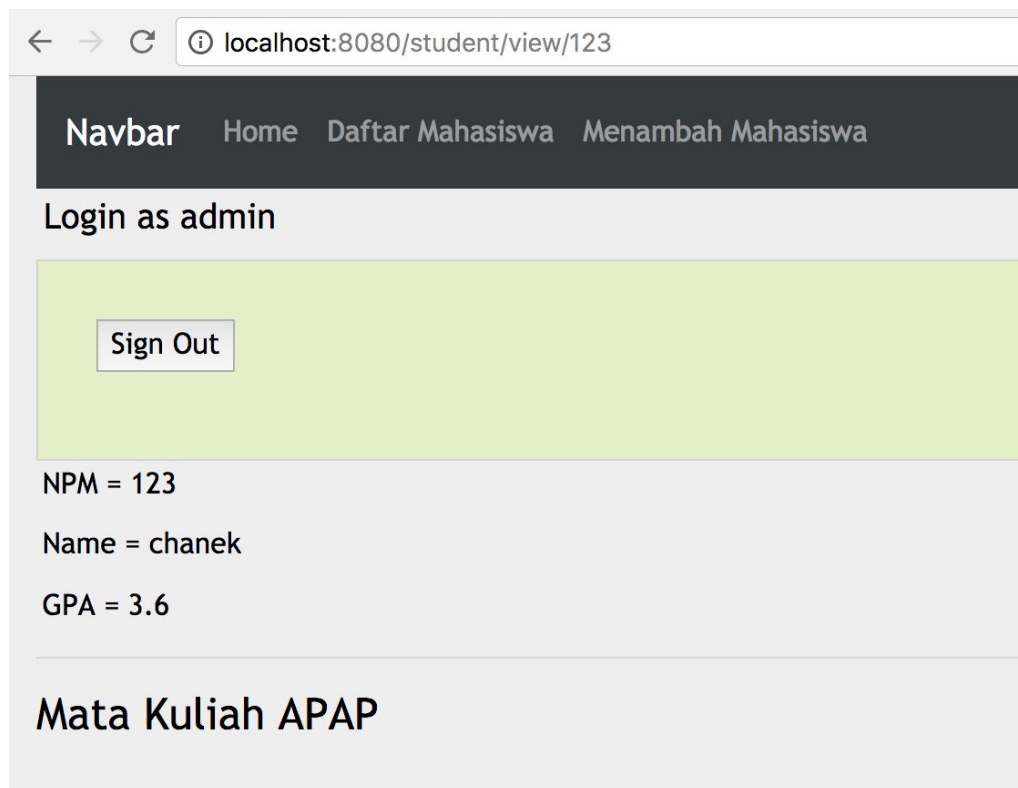 localhost:8080/student/view/123
Navbar Home Daftar Mahasiswa Menambah Mahasiswa
Login as admin
Sign Out
NPM = 123
Name = chanek
GPA = 3.6
Mata Kuliah APAP